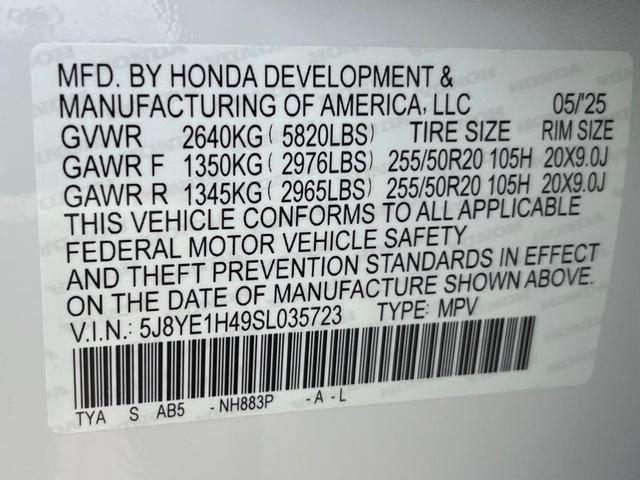 MFD. BY HONDA DEVELOPMENT &
MANUFACTURING OF AMERICA, LLC 05/'25
GVWR 2640KG ( 5820LBS) TIRE SIZE RIM SIZE
GAWR F 1350KG ( 2976LBS) 255/50R20 105H 20X9.0J
GAWR R 1345KG ( 2965LBS) 255/50R20 105H 20X9.0J
THIS VEHICLE CONFORMS TO ALL APPLICABLE
FEDERAL MOTOR VEHICLE SAFETY
AND THEFT PREVENTION STANDARDS IN EFFECT
ON THE DATE OF MANUFACTURE SHOWN ABOVE.
V.I.N.: 5J8YE1H49SL035723 TYPE: MPV
TYA S AB5 -NH883P -A-L